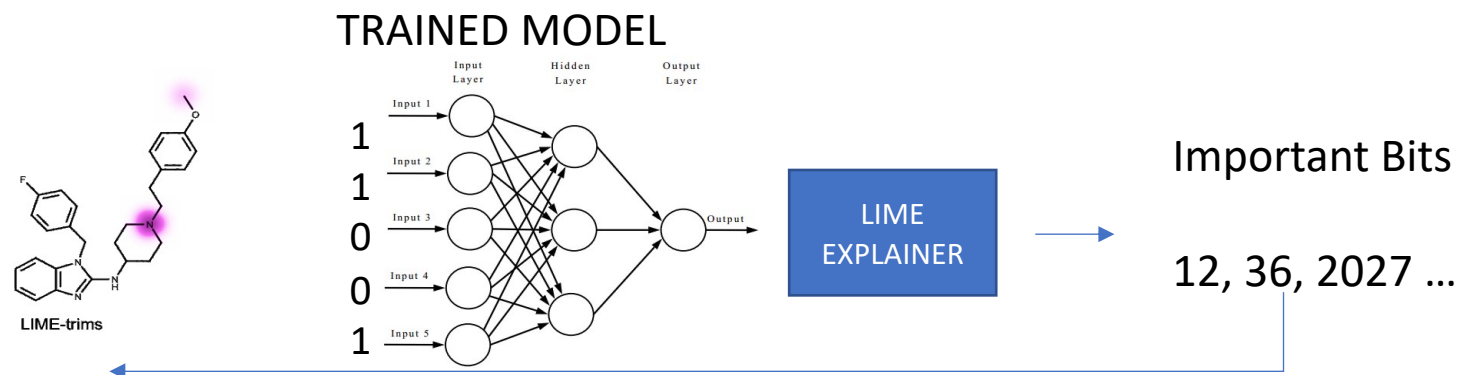 TRAINED MODEL
Input
Layer
Hidden
Layer
Output
Layer
Input 1
1
Input 2
1
Input 3
0
Input 4
0
Input 5
1
Output
LIME
EXPLAINER
Important Bits
12, 36, 2027 ...
O
F
N
N
N
N
H
LIME-trims